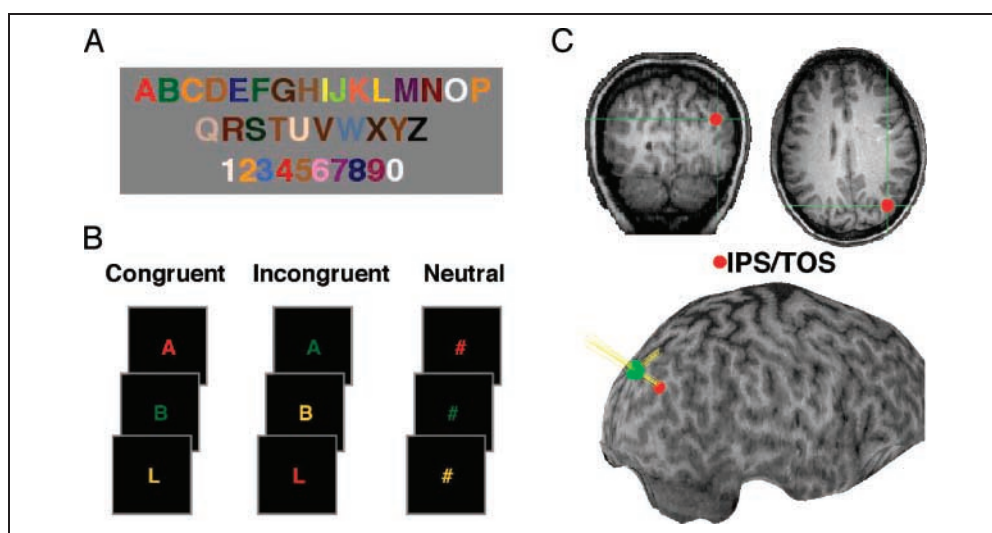 A
ABCDEFGHIJKLMNOP
QRSTUVWXYZ
1234567890
B
Congruent Incongruent Neutral
A A #
B B #
L L #
C
IPS/TOS